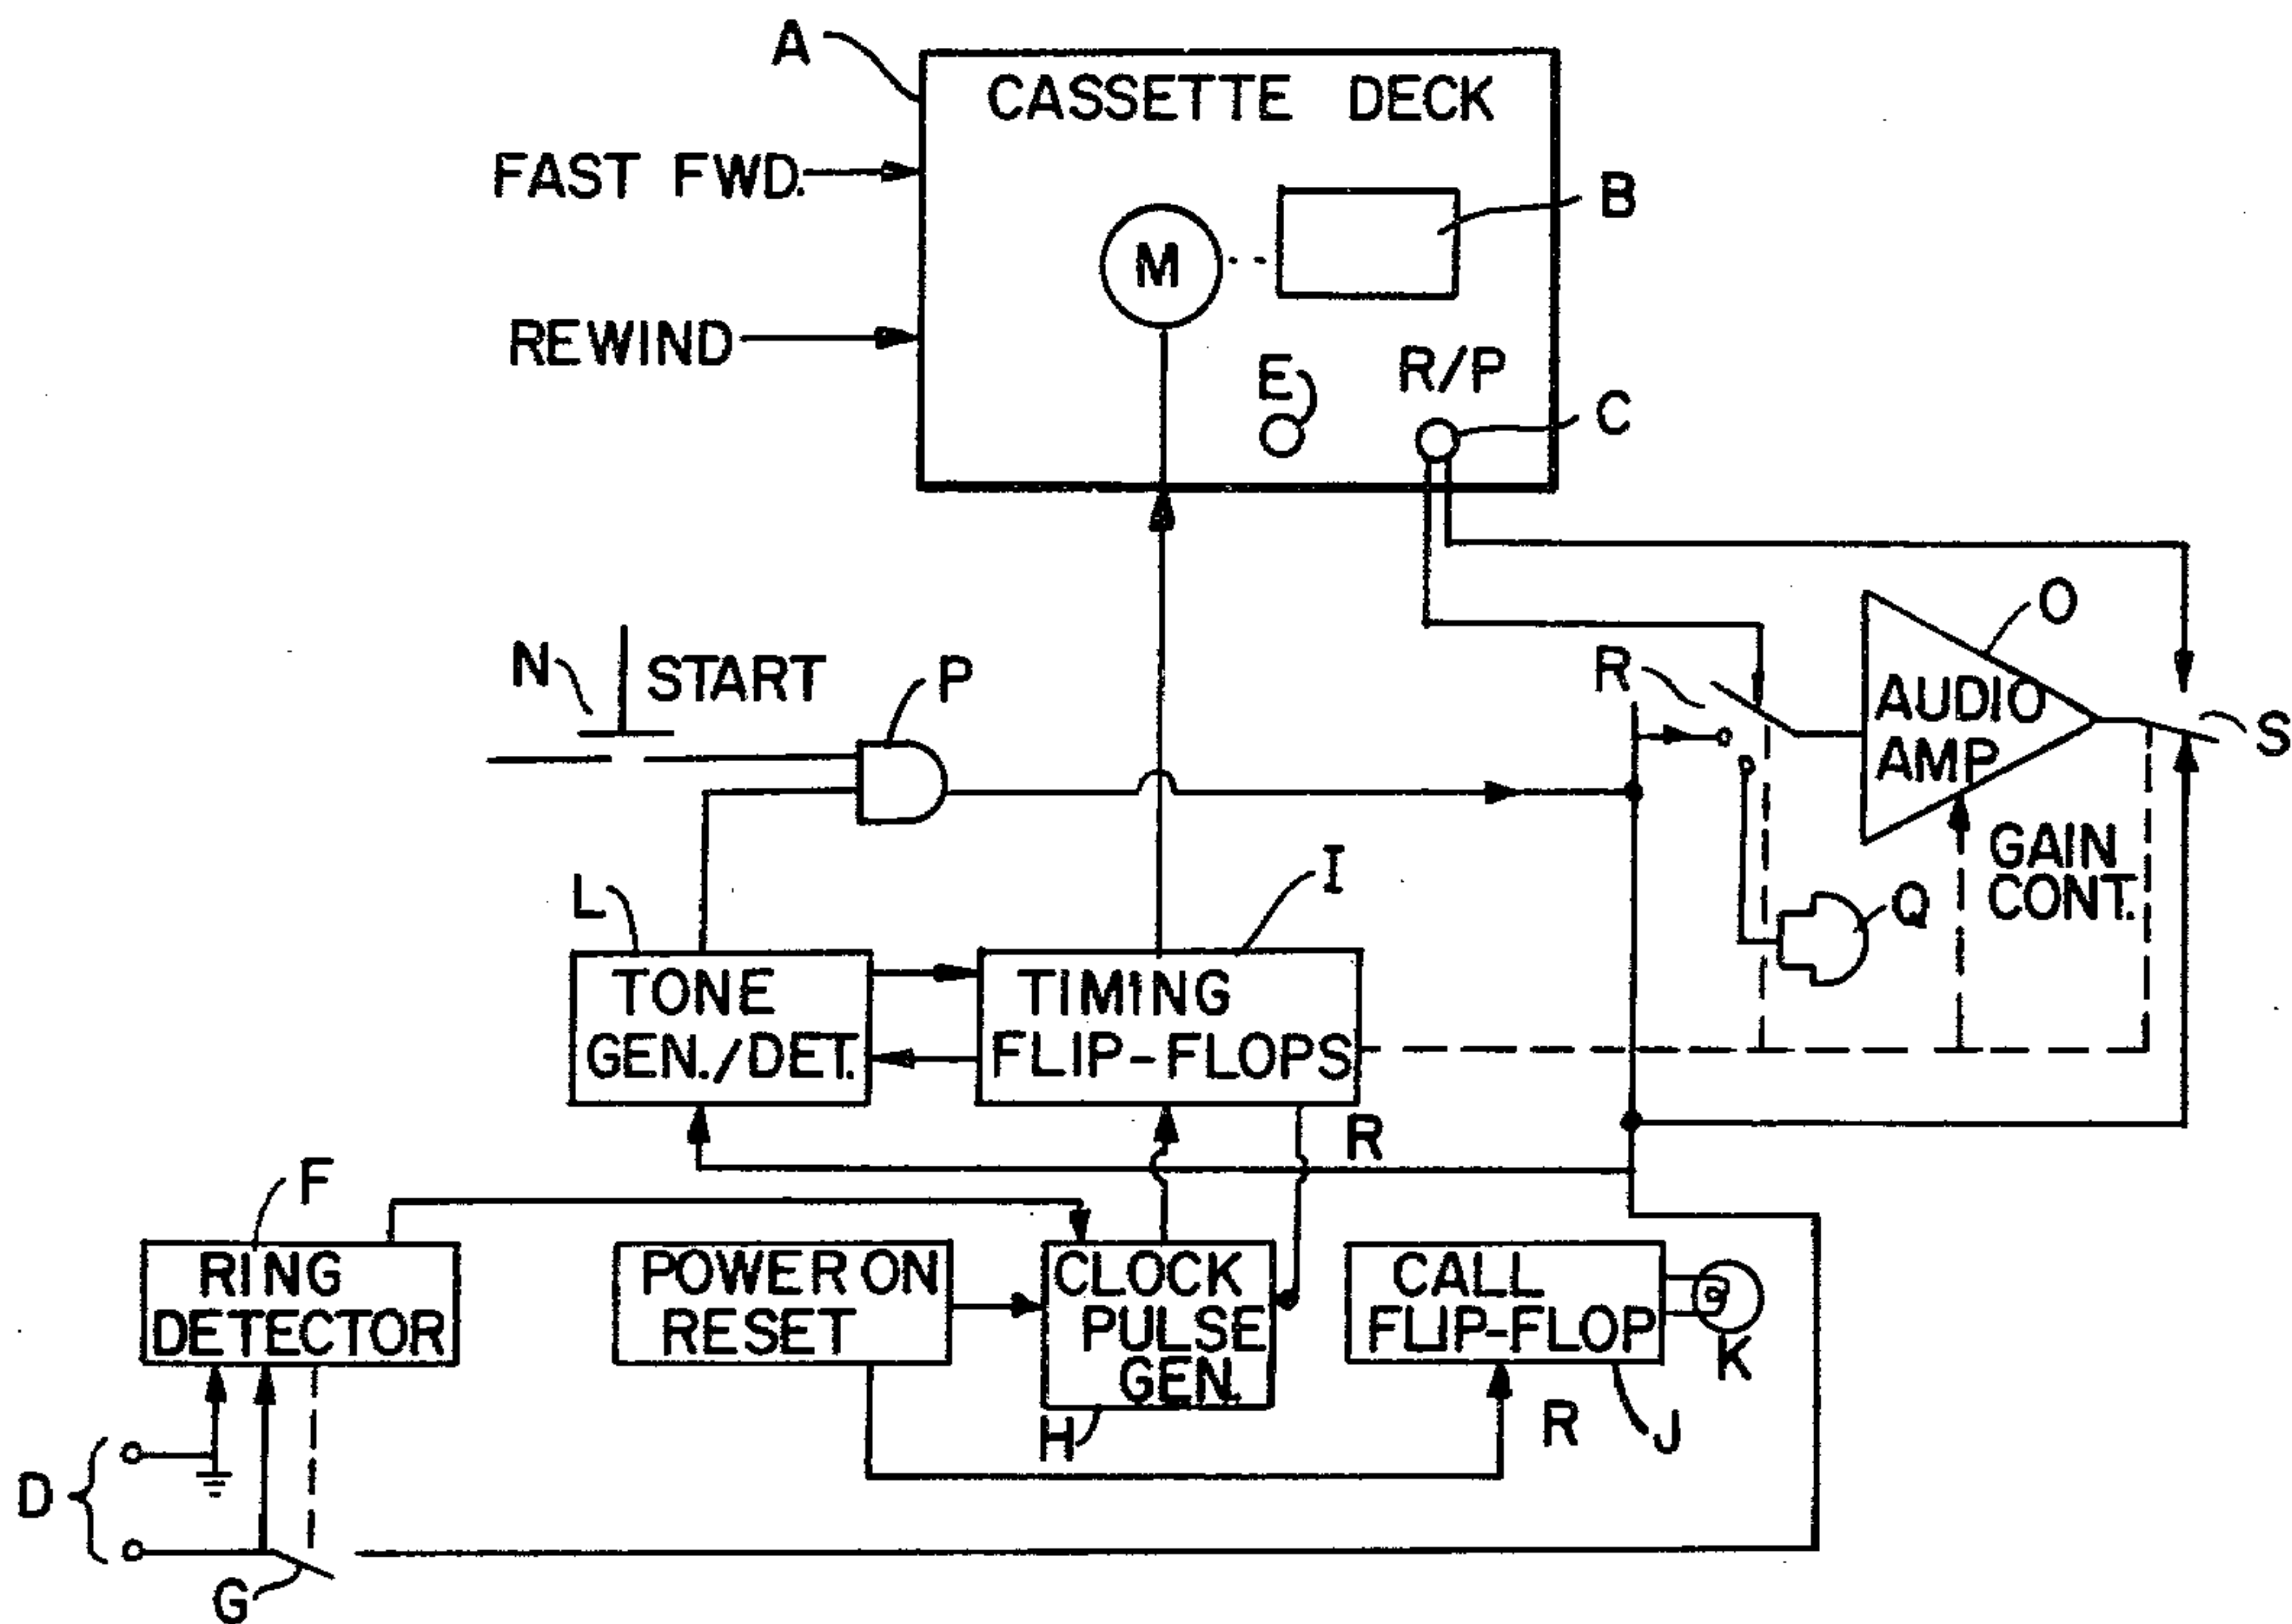 A
CASSETTE DECK
FAST FWD.
B
M
REWIND
E
R/P
C
N
START
P
R
O
AUDIO
AMP
S
GAIN
CONT.
L
I
Q
TONE
GEN./DET.
TIMING
FLIP-FLOPS
R
F
RING
DETECTOR
POWER ON
RESET
CLOCK
PULSE
GEN.
CALL
FLIP-FLOP
K
H
R
J
D
G